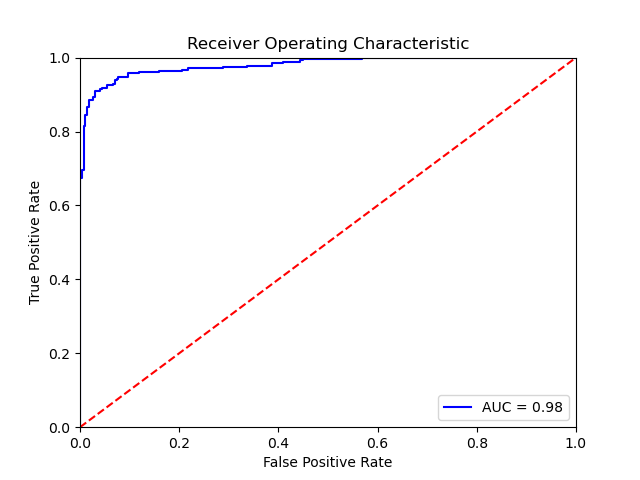 Receiver Operating Characteristic
True Positive Rate
1.0
0.8
0.6
0.4
0.2
0.0
AUC = 0.98
0.0 0.2 0.4 0.6 0.8 1.0
False Positive Rate